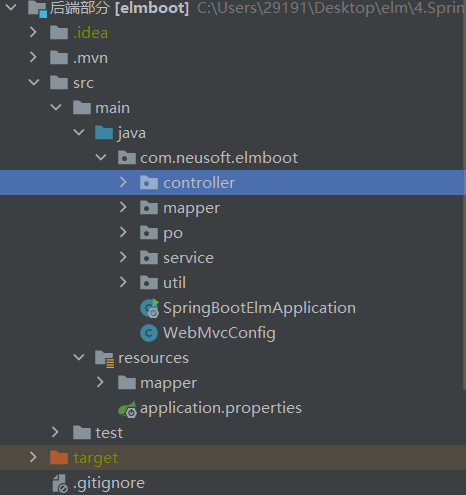 后端部分 [elmboot] C:\Users\29191\Desktop\elm\4.Sprin
.idea
.mvn
src
main
java
com.neusoft.elmboot
controller
mapper
po
service
util
SpringBootElmApplication
WebMvcConfig
resources
mapper
application.properties
test
target
.gitignore